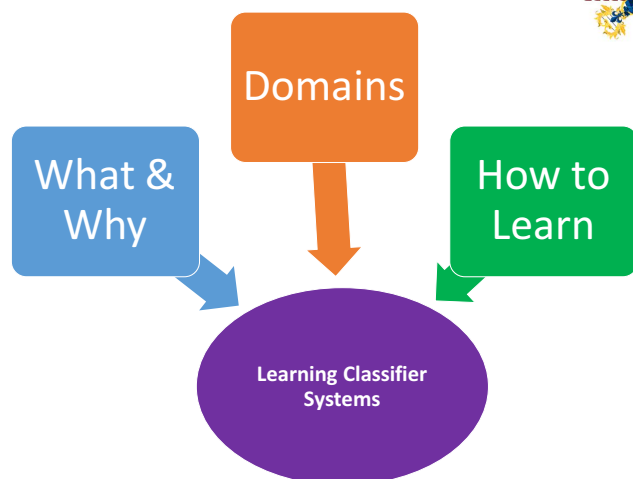 Domains
What &
Why
How to
Learn
Learning Classifier
Systems